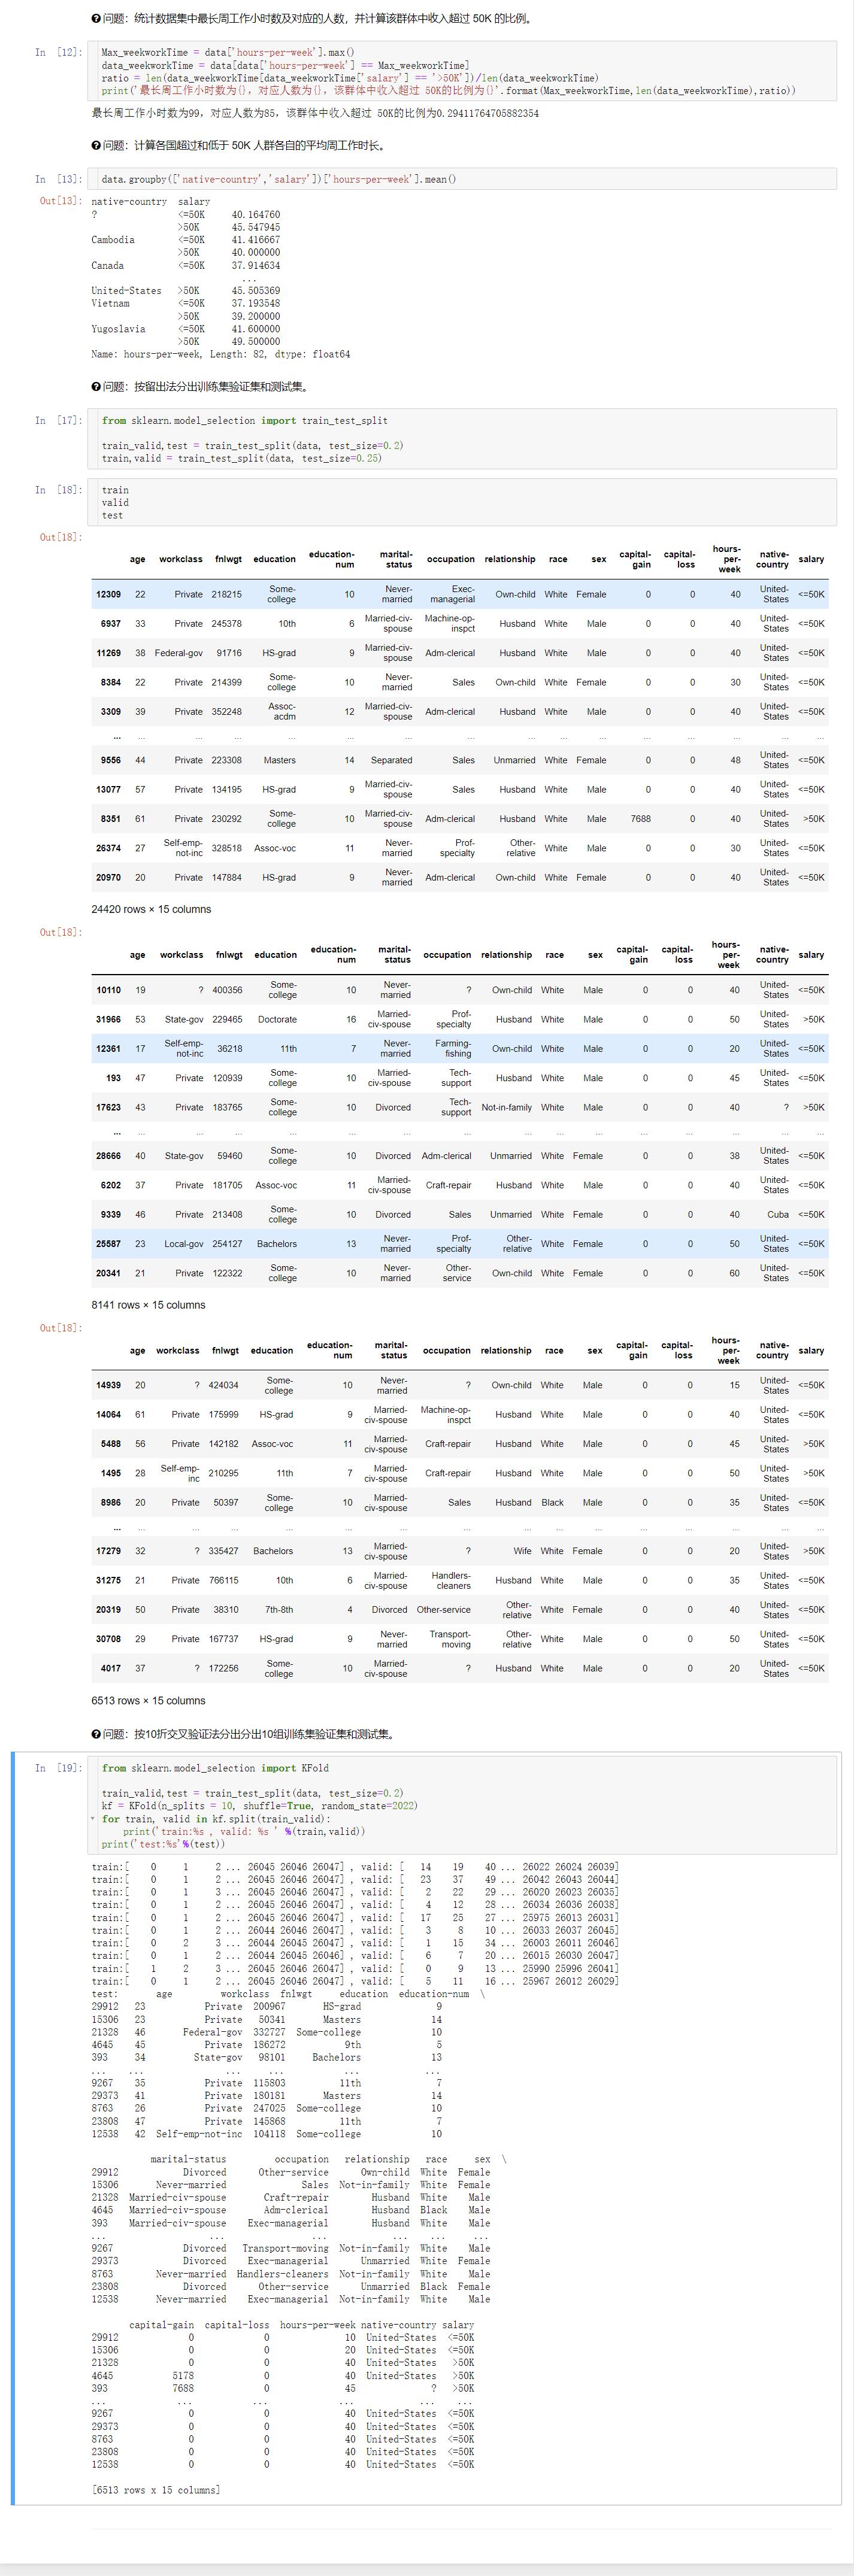 问题：统计数据集中最长周工作小时数及对应的人数，并计算该群体中收入超过 50K 的比例。
In [12]:
Max_weekworkTime = data['hours-per-week'].max()
data_weekworkTime = data[data['hours-per-week'] == Max_weekworkTime]
ratio = len(data_weekworkTime[data_weekworkTime['salary'] == '>50K'])/len(data_weekworkTime)
print('最长周工作小时数为{}，对应人数为{}，该群体中收入超过 50K的比例为{}'.format(Max_weekworkTime,len(data_weekworkTime),ratio))
最长周工作小时数为99，对应人数为85，该群体中收入超过 50K的比例为0.29411764705882354
问题：计算各国超过和低于 50K 人群各自的平均周工作时长。
In [13]: data.groupby(['native-country','salary'])['hours-per-week'].mean()
Out[13]: native-country salary
? <=50K 40.164760
>50K 45.547945
Cambodia <=50K 41.416667
>50K 40.000000
Canada <=50K 37.914634
...
United-States >50K 45.505369
Vietnam <=50K 37.193548
>50K 39.200000
Yugoslavia <=50K 41.600000
>50K 49.500000
Name: hours-per-week, Length: 82, dtype: float64
问题：按留出法分出训练集验证集和测试集。
In [17]: from sklearn.model_selection import train_test_split
train_valid,test = train_test_split(data, test_size=0.2)
train,valid = train_test_split(data, test_size=0.25)
In [18]: train
valid
test
Out[18]:
age workclass fnlwgt education education-num marital-status occupation relationship race sex capital-gain capital-loss hours-per-week native-country salary
12309 22 Private 218215 Some-college 10 Never-married Exec-managerial Own-child White Female 0 0 40 United-States <=50K
6937 33 Private 245378 10th 6 Married-civ-spouse Machine-op-inspct Husband White Male 0 0 40 United-States <=50K
11269 38 Federal-gov 91716 HS-grad 9 Married-civ-spouse Adm-clerical Husband White Male 0 0 40 United-States <=50K
8384 22 Private 214399 Some-college 10 Never-married Sales Own-child White Female 0 0 30 United-States <=50K
3309 39 Private 352248 Assoc-acdm 12 Married-civ-spouse Adm-clerical Husband White Male 0 0 40 United-States <=50K
... ... ... ... ... ... ... ... ... ... ... ... ... ... ... ...
9556 44 Private 223308 Masters 14 Separated Sales Unmarried White Female 0 0 48 United-States <=50K
13077 57 Private 134195 HS-grad 9 Married-civ-spouse Sales Husband White Male 0 0 40 United-States <=50K
8351 61 Private 230292 Some-college 10 Married-civ-spouse Adm-clerical Husband White Male 7688 0 40 United-States >50K
26374 27 Self-emp-not-inc 328518 Assoc-voc 11 Never-married Prof-specialty Other-relative White Male 0 0 30 United-States <=50K
20970 20 Private 147884 HS-grad 9 Never-married Adm-clerical Own-child White Female 0 0 40 United-States <=50K
24420 rows × 15 columns
Out[18]:
age workclass fnlwgt education education-num marital-status occupation relationship race sex capital-gain capital-loss hours-per-week native-country salary
10110 19 ? 400356 Some-college 10 Never-married ? Own-child White Male 0 0 40 United-States <=50K
31966 53 State-gov 229465 Doctorate 16 Married-civ-spouse Prof-specialty Husband White Male 0 0 50 United-States >50K
12361 17 Self-emp-not-inc 36218 11th 7 Never-married Farming-fishing Own-child White Male 0 0 20 United-States <=50K
193 47 Private 120939 Some-college 10 Married-civ-spouse Tech-support Husband White Male 0 0 45 United-States <=50K
17623 43 Private 183765 Some-college 10 Divorced Tech-support Not-in-family White Male 0 0 40 ? >50K
... ... ... ... ... ... ... ... ... ... ... ... ... ... ... ...
28666 40 State-gov 59460 Some-college 10 Divorced Adm-clerical Unmarried White Female 0 0 38 United-States <=50K
6202 37 Private 181705 Assoc-voc 11 Married-civ-spouse Craft-repair Husband White Male 0 0 40 United-States <=50K
9339 46 Private 213408 Some-college 10 Divorced Sales Unmarried White Female 0 0 40 Cuba <=50K
25587 23 Local-gov 254127 Bachelors 13 Never-married Prof-specialty Other-relative White Female 0 0 50 United-States <=50K
20341 21 Private 122322 Some-college 10 Never-married Other-service Own-child White Female 0 0 60 United-States <=50K
8141 rows × 15 columns
Out[18]:
age workclass fnlwgt education education-num marital-status occupation relationship race sex capital-gain capital-loss hours-per-week native-country salary
14939 20 ? 424034 Some-college 10 Never-married ? Own-child White Male 0 0 15 United-States <=50K
14064 61 Private 175999 HS-grad 9 Married-civ-spouse Machine-op-inspct Husband White Male 0 0 40 United-States <=50K
5488 56 Private 142182 Assoc-voc 11 Married-civ-spouse Craft-repair Husband White Male 0 0 45 United-States >50K
1495 28 Self-emp-inc 210295 11th 7 Married-civ-spouse Craft-repair Husband White Male 0 0 50 United-States >50K
8986 20 Private 50397 Some-college 10 Married-civ-spouse Sales Husband Black Male 0 0 35 United-States <=50K
... ... ... ... ... ... ... ... ... ... ... ... ... ... ... ...
17279 32 ? 335427 Bachelors 13 Married-civ-spouse ? Wife White Female 0 0 20 United-States >50K
31275 21 Private 766115 10th 6 Married-civ-spouse Handlers-cleaners Husband White Male 0 0 35 United-States <=50K
20319 50 Private 38310 7th-8th 4 Divorced Other-service Other-relative White Female 0 0 40 United-States <=50K
30708 29 Private 167737 HS-grad 9 Never-married Transport-moving Other-relative White Male 0 0 50 United-States <=50K
4017 37 ? 172256 Some-college 10 Married-civ-spouse ? Husband White Male 0 0 20 United-States <=50K
6513 rows × 15 columns
问题：按10折交叉验证法分出分出10组训练集验证集和测试集。
In [19]: from sklearn.model_selection import KFold
train_valid,test = train_test_split(data, test_size=0.2)
kf = KFold(n_splits = 10, shuffle=True, random_state=2022)
for train, valid in kf.split(train_valid):
print('train:%s , valid: %s ' %(train,valid))
print('test:%s'%(test))
train:[ 0 1 2 ... 26045 26046 26047] , valid: [ 14 19 40 ... 26022 26024 26039]
train:[ 0 1 2 ... 26045 26046 26047] , valid: [ 23 37 49 ... 26042 26043 26044]
train:[ 0 1 3 ... 26045 26046 26047] , valid: [ 2 22 29 ... 26020 26023 26035]
train:[ 0 1 2 ... 26045 26046 26047] , valid: [ 4 12 28 ... 26034 26036 26038]
train:[ 0 1 2 ... 26045 26046 26047] , valid: [ 17 25 27 ... 25975 26013 26031]
train:[ 0 1 2 ... 26044 26046 26047] , valid: [ 3 8 10 ... 26033 26037 26045]
train:[ 0 2 3 ... 26044 26045 26047] , valid: [ 1 15 34 ... 26003 26011 26046]
train:[ 0 1 2 ... 26044 26045 26046] , valid: [ 6 7 20 ... 26015 26030 26047]
train:[ 1 2 3 ... 26045 26046 26047] , valid: [ 0 9 13 ... 25990 25996 26041]
train:[ 0 1 2 ... 26045 26046 26047] , valid: [ 5 11 16 ... 25967 26012 26029]
test: age workclass fnlwgt education education-num \
29912 23 Private 200967 HS-grad 9
15306 23 Private 50341 Masters 14
21328 46 Federal-gov 332727 Some-college 10
4645 45 Private 186272 9th 5
393 34 State-gov 98101 Bachelors 13
... ... ... ... ... ...
9267 35 Private 115803 11th 7
29373 41 Private 180181 Masters 14
8763 26 Private 247025 Some-college 10
23808 47 Private 145868 11th 7
12538 42 Self-emp-not-inc 104118 Some-college 10
marital-status occupation relationship race sex \
29912 Divorced Other-service Own-child White Female
15306 Never-married Sales Not-in-family White Female
21328 Married-civ-spouse Craft-repair Husband White Male
4645 Married-civ-spouse Adm-clerical Husband Black Male
393 Married-civ-spouse Exec-managerial Husband White Male
... ... ... ... ... ...
9267 Divorced Transport-moving Not-in-family White Male
29373 Divorced Exec-managerial Unmarried White Female
8763 Never-married Handlers-cleaners Not-in-family White Male
23808 Divorced Other-service Unmarried Black Female
12538 Never-married Exec-managerial Not-in-family White Male
capital-gain capital-loss hours-per-week native-country salary
29912 0 0 10 United-States <=50K
15306 0 0 20 United-States <=50K
21328 0 0 40 United-States >50K
4645 5178 0 40 United-States >50K
393 7688 0 45 ? >50K
... ... ... ... ... ...
9267 0 0 40 United-States <=50K
29373 0 0 40 United-States <=50K
8763 0 0 40 United-States <=50K
23808 0 0 40 United-States <=50K
12538 0 0 40 United-States <=50K
[6513 rows x 15 columns]